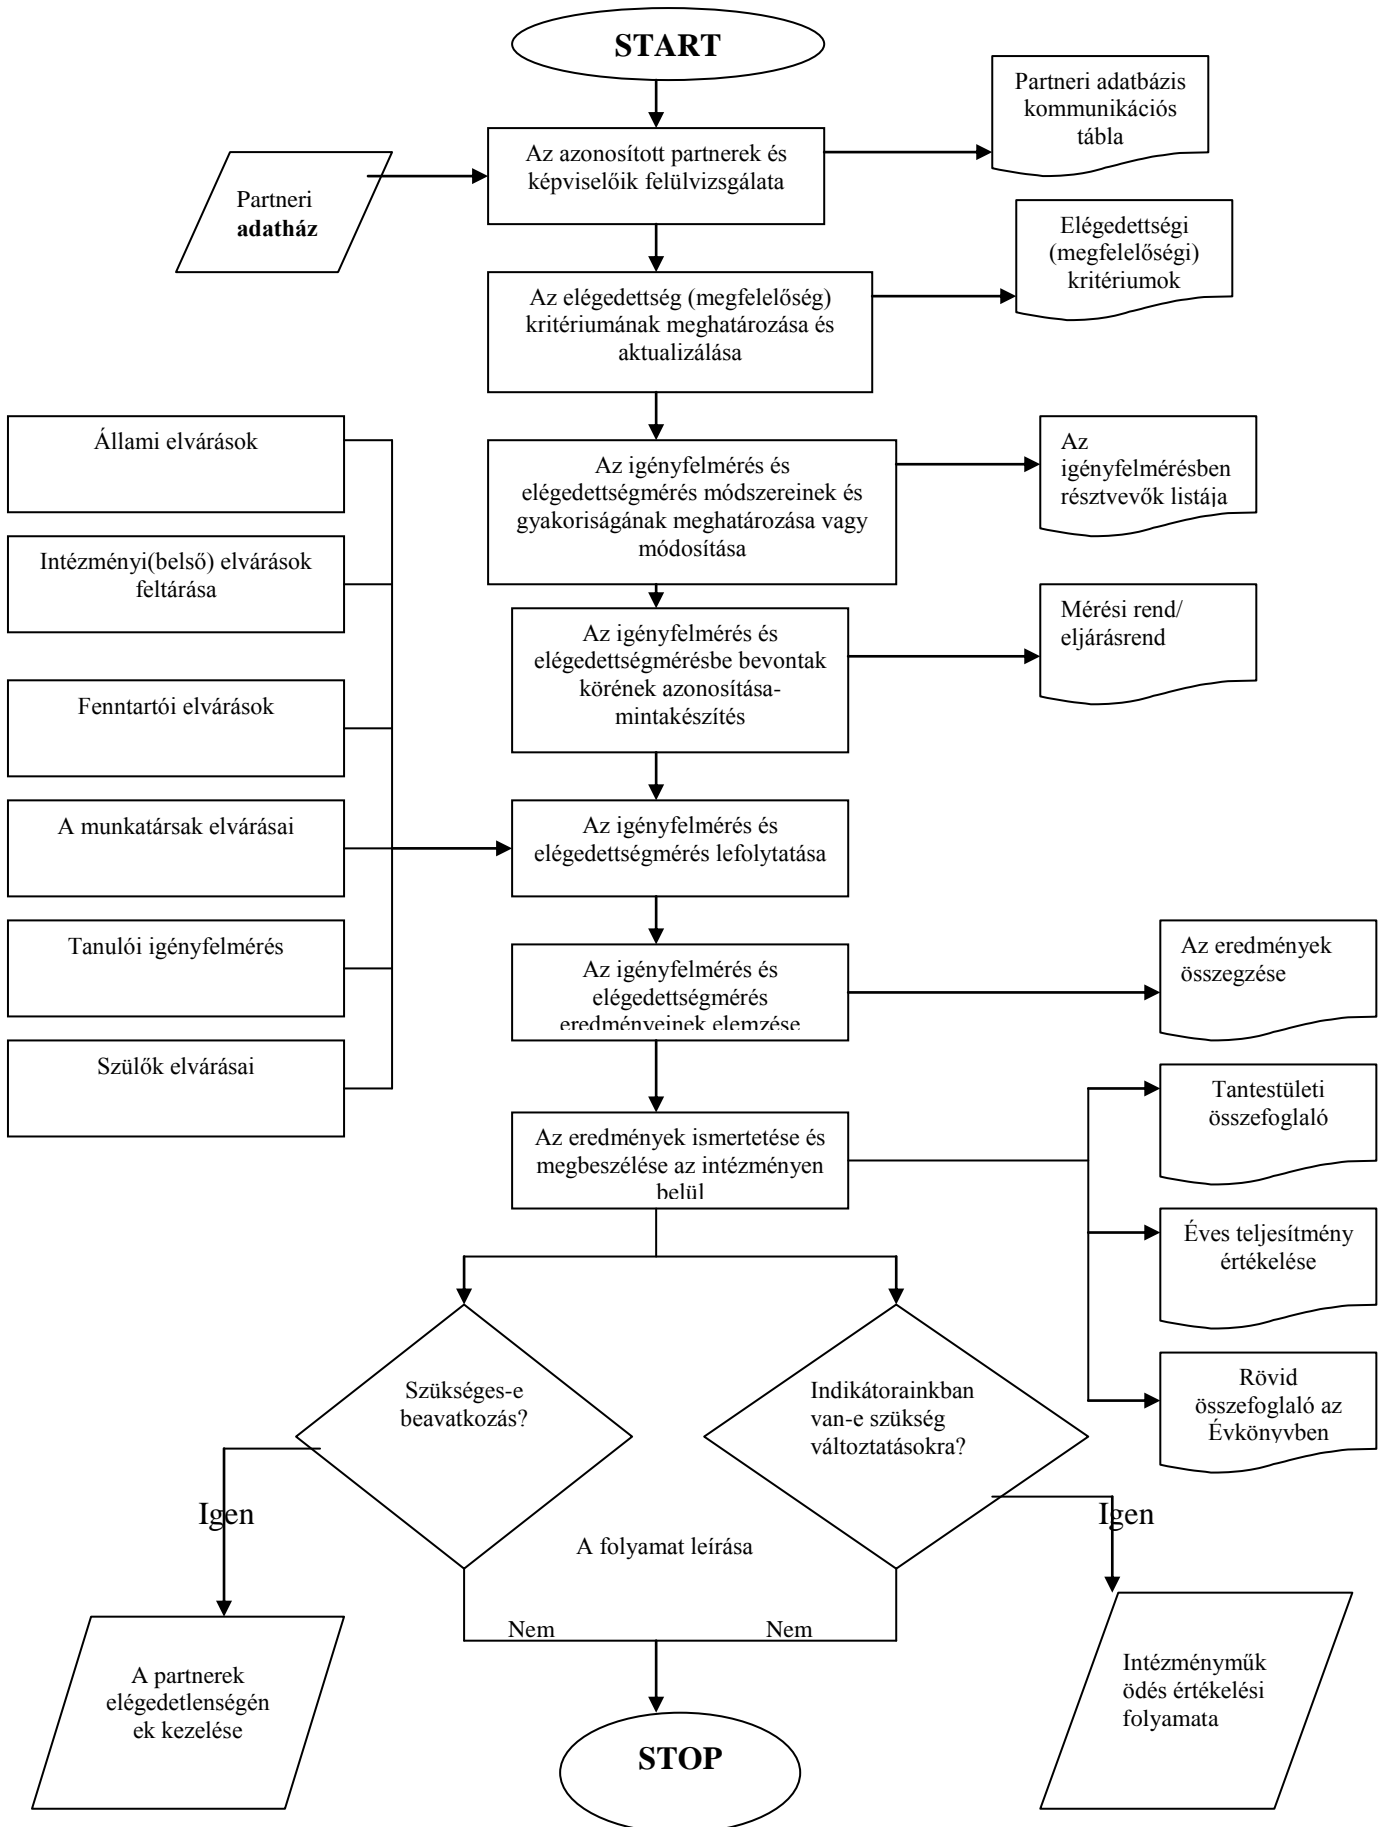 START
Partneri adatbázis
kommunikációs
tábla
Az azonosított partnerek és
képviselőik felülvizsgálata
Partneri
adatház
Elégedettségi
(megfelelőségi)
kritériumok
Az elégedettség (megfelelőség)
kritériumának meghatározása és
aktualizálása
Állami elvárások
Az igényfelmérés és
elégedettségmérés módszereinek és
gyakoriságának meghatározása vagy
módosítása
Az
igényfelmérésben
résztvevők listája
Intézményi(belső) elvárások
feltárása
Az igényfelmérés és
elégedettségmérésbe bevontak
körének azonosítása-
mintakészítés
Mérési rend/
eljárásrend
Fenntartói elvárások
A munkatársak elvárásai
Az igényfelmérés és
elégedettségmérés lefolytatása
Tanulói igényfelmérés
Az igényfelmérés és
elégedettségmérés
eredményeinek elemzése
Az eredmények
összegzése
Szülők elvárásai
Tantestületi
összefoglaló
Az eredmények ismertetése és
megbeszélése az intézményen
belül
Éves teljesítmény
értékelése
Szükséges-e
beavatkozás?
Indikátorainkban
van-e szükség
változtatásokra?
Rövid
összefoglaló az
Évkönyvben
Igen
Igen
A folyamat leírása
Nem
Nem
A partnerek
elégedetlenségén
ek kezelése
Intézményműk
ödés értékelési
folyamata
STOP